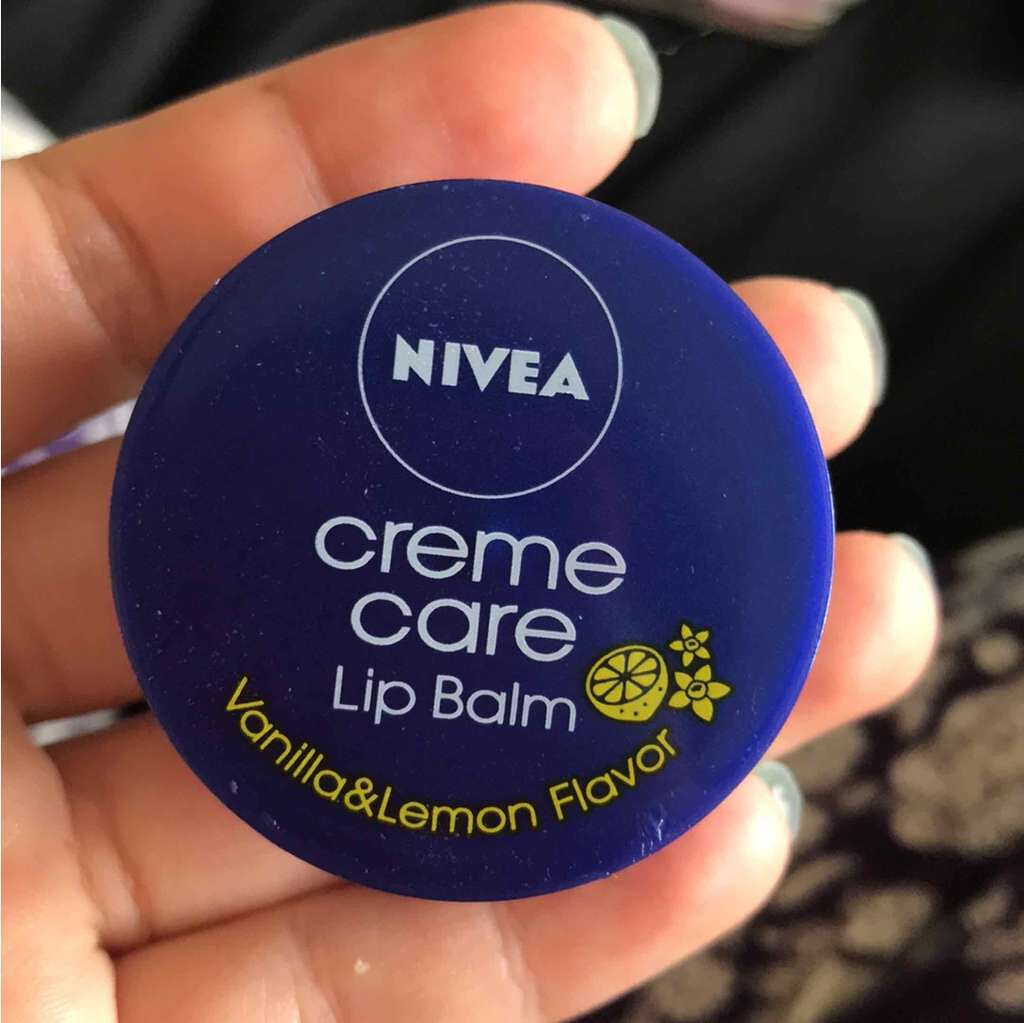 NIVEA
creme
care
Lip Balm
Vanilla&Lemon Flavor